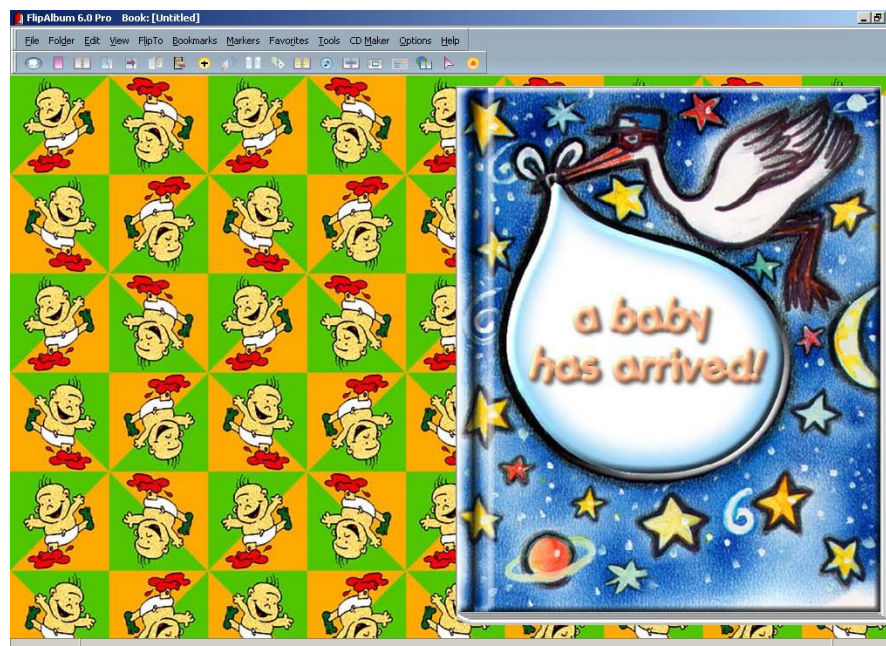 FlipAlbum 6.0 Pro Book: [Untitled]
File Folder Edit View FlipTo Bookmarks Markers Favorites Tools CD Maker Options Help
a baby
has arrived!